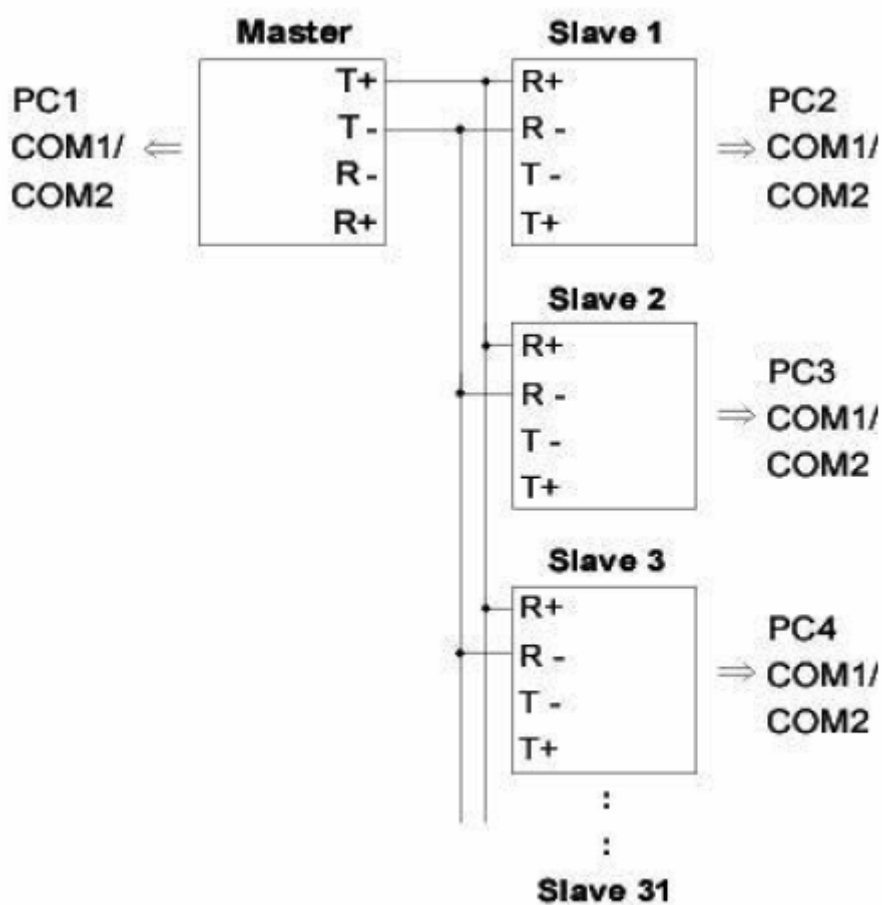 Master
PC1
COM1/
COM2
T+
T -
R -
R+
Slave 1
R+
R -
T -
T+
PC2
COM1/
COM2
Slave 2
R+
R -
T -
T+
PC3
COM1/
COM2
Slave 3
R+
R -
T -
T+
PC4
COM1/
COM2
:
:
Slave 31